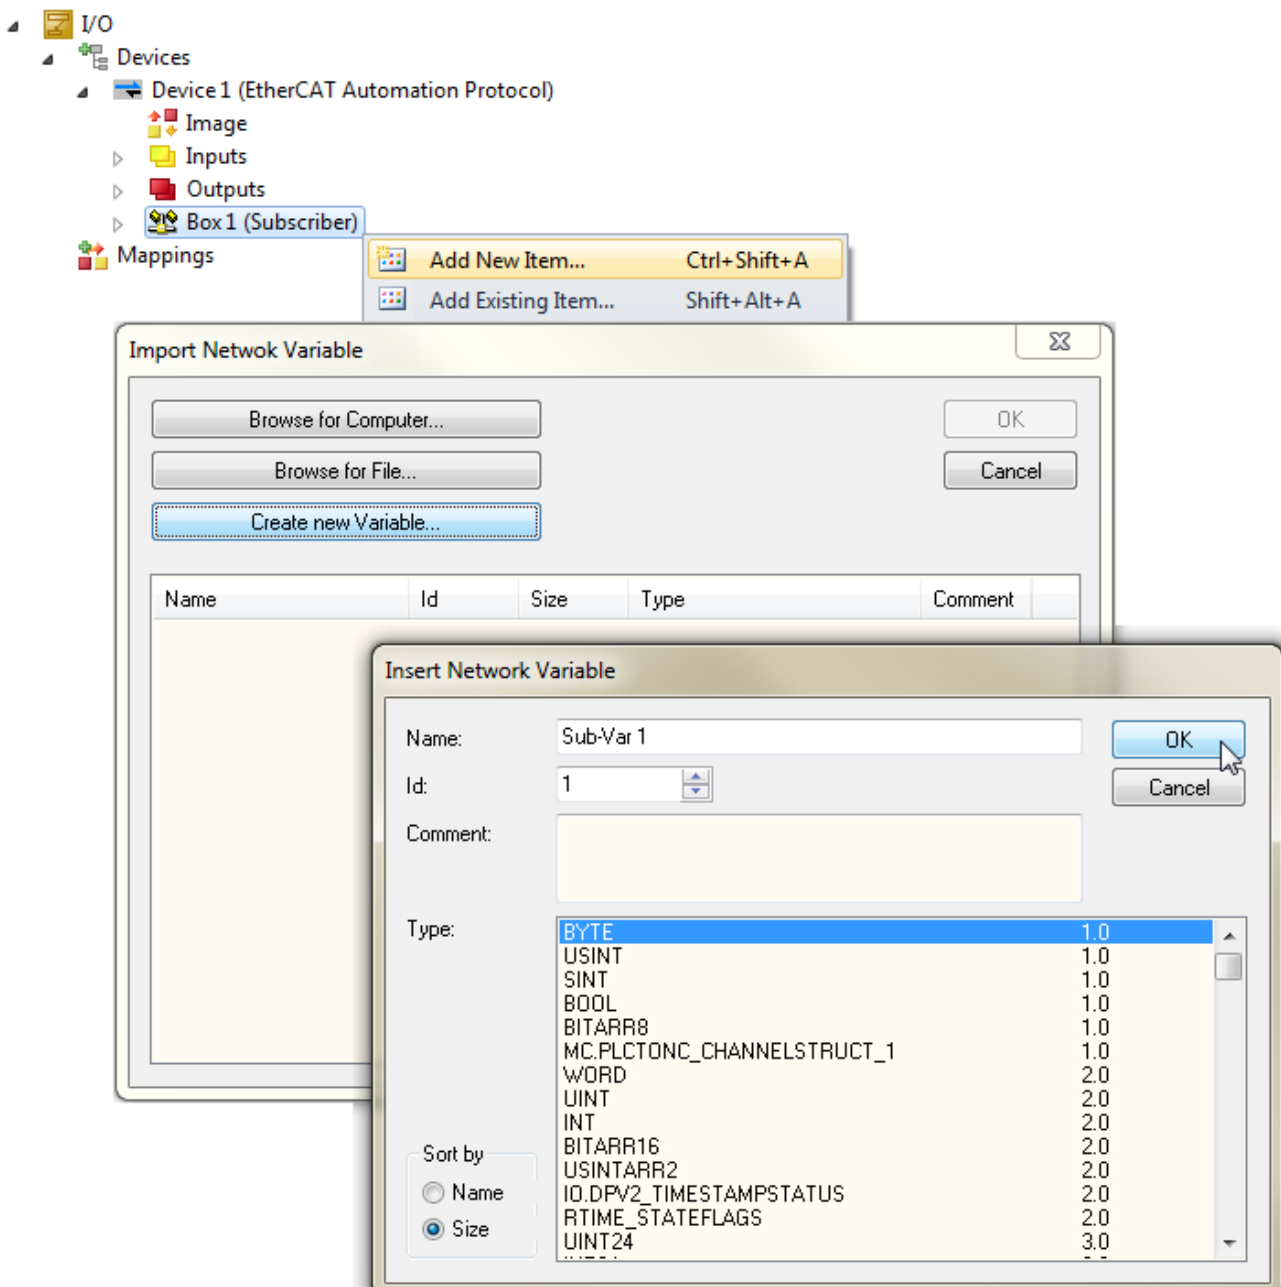 I/O
Devices
Device 1 (EtherCAT Automation Protocol)
Image
Inputs
Outputs
Box 1 (Subscriber)
Mappings
Add New Item... Ctrl+Shift+A
Add Existing Item... Shift+Alt+A
Import Netwok Variable
Browse for Computer...
OK
Browse for File...
Cancel
Create new Variable...
Name Id Size Type Comment
Insert Network Variable
Name: Sub-Var 1
OK
Id: 1
Cancel
Comment:
Type:
BYTE 1.0
USINT 1.0
SINT 1.0
BOOL 1.0
BITARR8 1.0
MC.PLCTONC_CHANNELSTRUCT_1 1.0
WORD 2.0
UINT 2.0
INT 2.0
BITARR16 2.0
USINTARR2 2.0
IO.DPV2_TIMESTAMPSTATUS 2.0
RTIME_STATEFLAGS 2.0
UINT24 3.0
Sort by
Name
Size